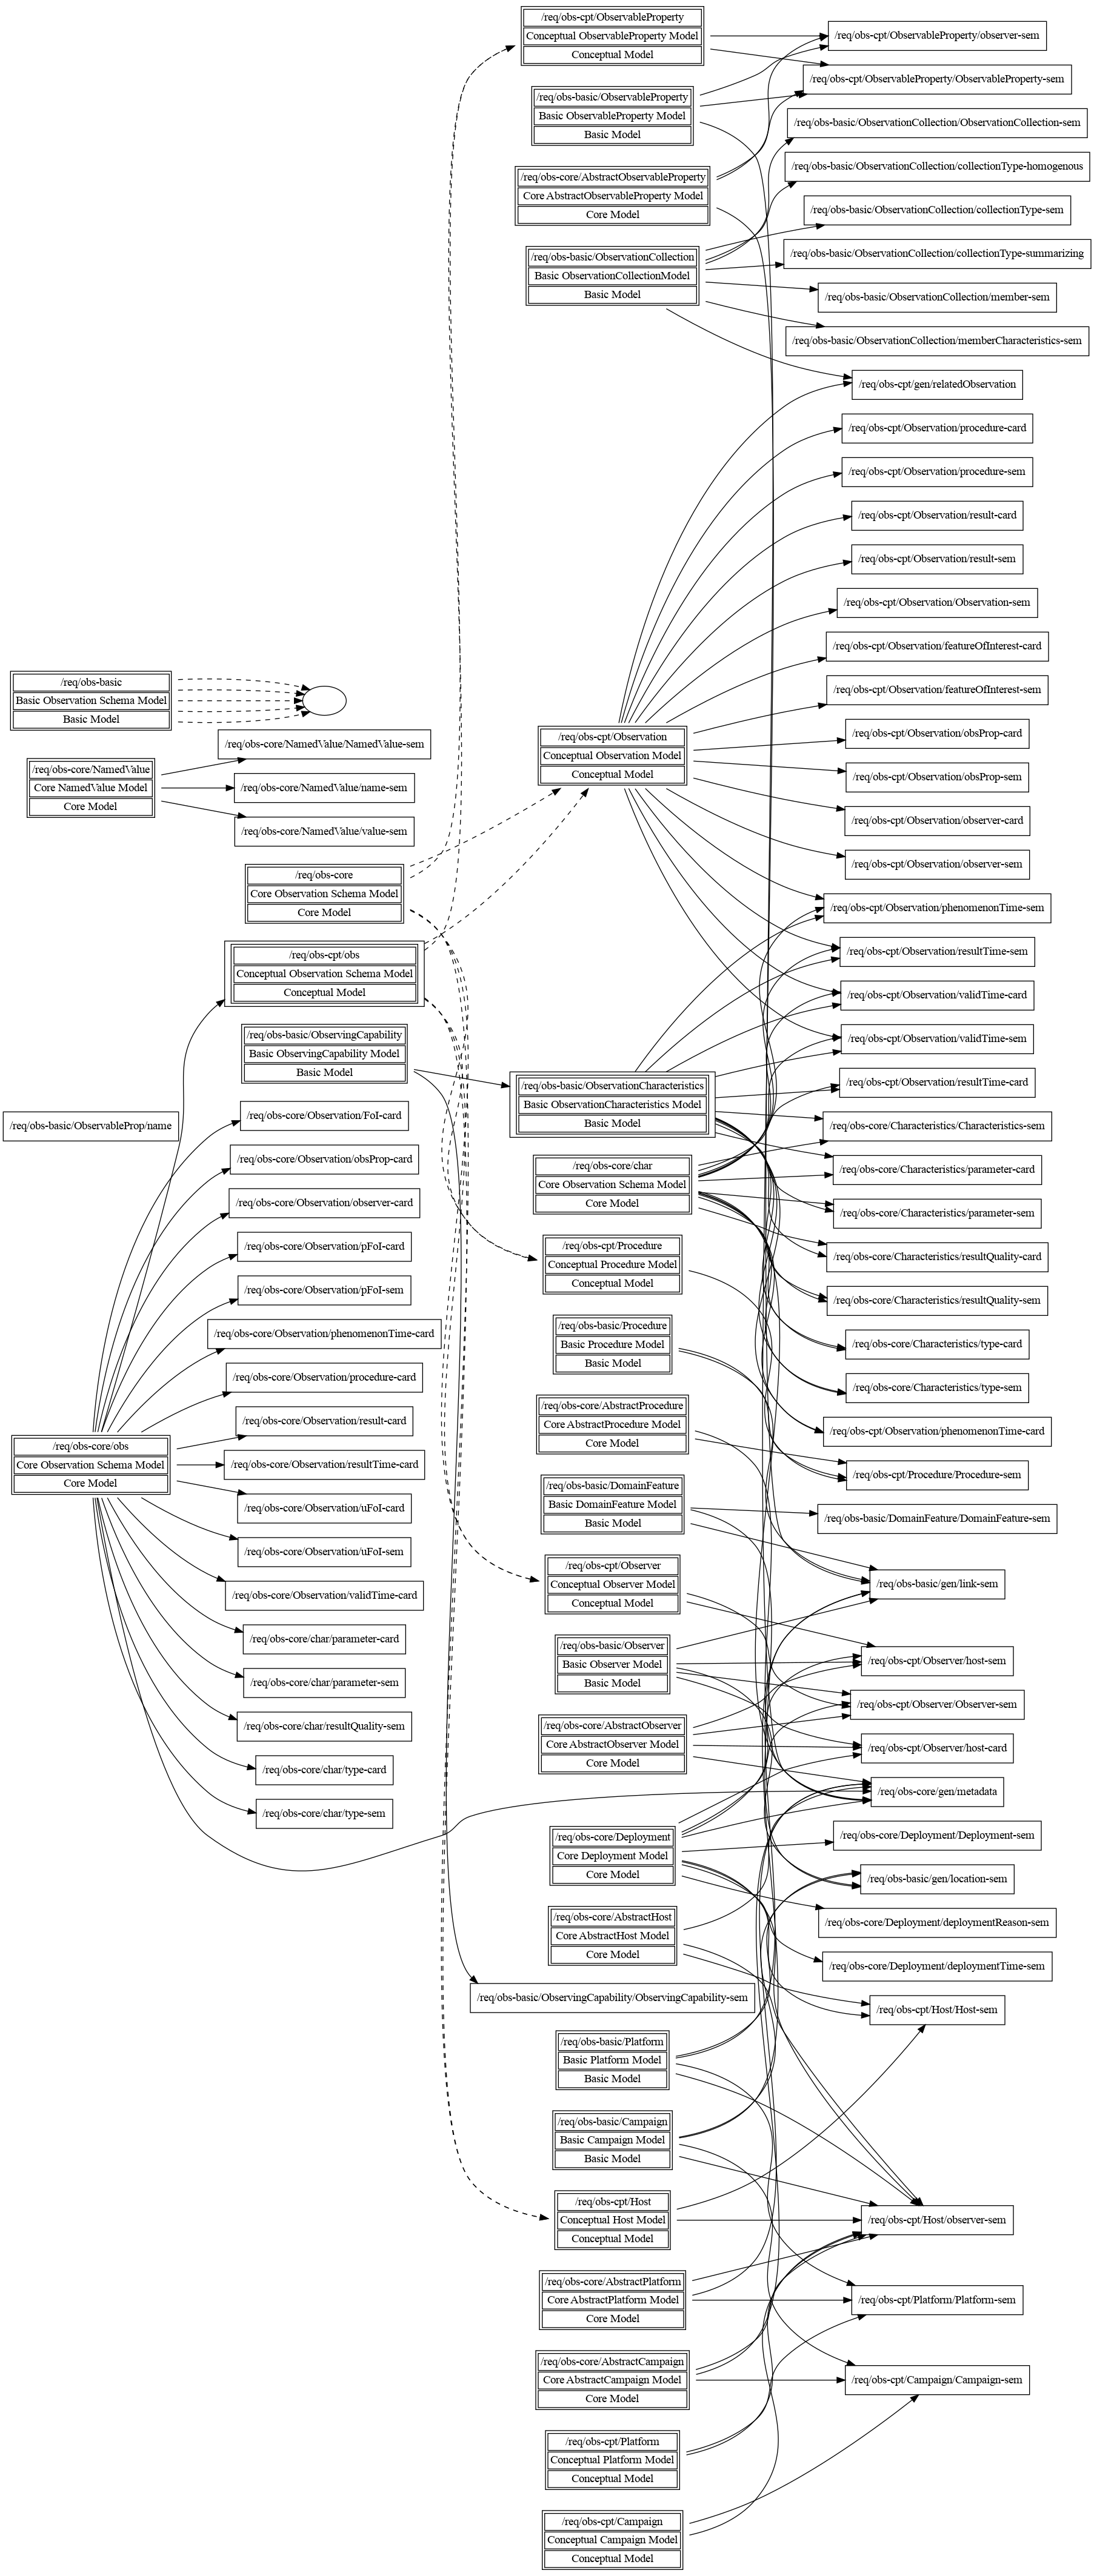 /req/obs-cpt/ObservableProperty
Conceptual ObservableProperty Model
Conceptual Model
/req/obs-basic/ObservableProperty
Basic ObservableProperty Model
Basic Model
/req/obs-core/AbstractObservableProperty
Core AbstractObservableProperty Model
Core Model
/req/obs-basic/ObservationCollection
Basic ObservationCollectionModel
Basic Model
/req/obs-cpt/ObservableProperty/observer-sem
/req/obs-cpt/ObservableProperty/ObservableProperty-sem
/req/obs-basic/ObservationCollection/ObservationCollection-sem
/req/obs-basic/ObservationCollection/collectionType-homogenous
/req/obs-basic/ObservationCollection/collectionType-sem
/req/obs-basic/ObservationCollection/collectionType-summarizing
/req/obs-basic/ObservationCollection/member-sem
/req/obs-basic/ObservationCollection/memberCharacteristics-sem
/req/obs-cpt/gen/relatedObservation
/req/obs-cpt/Observation/procedure-card
/req/obs-cpt/Observation/procedure-sem
/req/obs-cpt/Observation/result-card
/req/obs-cpt/Observation/result-sem
/req/obs-cpt/Observation/Observation-sem
/req/obs-cpt/Observation/featureOfInterest-card
/req/obs-cpt/Observation/featureOfInterest-sem
/req/obs-cpt/Observation/obsProp-card
/req/obs-cpt/Observation/obsProp-sem
/req/obs-cpt/Observation/observer-card
/req/obs-cpt/Observation/observer-sem
/req/obs-cpt/Observation/phenomenonTime-sem
/req/obs-cpt/Observation/resultTime-sem
/req/obs-cpt/Observation/validTime-card
/req/obs-cpt/Observation/validTime-sem
/req/obs-cpt/Observation/resultTime-card
/req/obs-core/Characteristics/Characteristics-sem
/req/obs-core/Characteristics/parameter-card
/req/obs-core/Characteristics/parameter-sem
/req/obs-core/Characteristics/resultQuality-card
/req/obs-core/Characteristics/resultQuality-sem
/req/obs-core/Characteristics/type-card
/req/obs-core/Characteristics/type-sem
/req/obs-cpt/Observation/phenomenonTime-card
/req/obs-cpt/Procedure/Procedure-sem
/req/obs-basic/DomainFeature/DomainFeature-sem
/req/obs-basic/gen/link-sem
/req/obs-cpt/Observer/host-sem
/req/obs-cpt/Observer/Observer-sem
/req/obs-cpt/Observer/host-card
/req/obs-core/gen/metadata
/req/obs-core/Deployment/Deployment-sem
/req/obs-basic/gen/location-sem
/req/obs-core/Deployment/deploymentReason-sem
/req/obs-core/Deployment/deploymentTime-sem
/req/obs-cpt/Host/Host-sem
/req/obs-cpt/Host/observer-sem
/req/obs-cpt/Platform/Platform-sem
/req/obs-cpt/Campaign/Campaign-sem
/req/obs-basic
Basic Observation Schema Model
Basic Model
/req/obs-core/NamedValue
Core NamedValue Model
Core Model
/req/obs-core/NamedValue/NamedValue-sem
/req/obs-core/NamedValue/name-sem
/req/obs-core/NamedValue/value-sem
/req/obs-core
Core Observation Schema Model
Core Model
/req/obs-cpt/obs
Conceptual Observation Schema Model
Conceptual Model
/req/obs-basic/ObservingCapability
Basic ObservingCapability Model
Basic Model
/req/obs-basic/ObservableProp/name
/req/obs-core/Observation/FoI-card
/req/obs-core/Observation/obsProp-card
/req/obs-core/Observation/observer-card
/req/obs-core/Observation/pFoI-card
/req/obs-core/Observation/pFoI-sem
/req/obs-core/Observation/phenomenonTime-card
/req/obs-core/Observation/procedure-card
/req/obs-core/Observation/result-card
/req/obs-core/Observation/resultTime-card
/req/obs-core/Observation/uFoI-card
/req/obs-core/Observation/uFoI-sem
/req/obs-core/Observation/validTime-card
/req/obs-core/char/parameter-card
/req/obs-core/char/parameter-sem
/req/obs-core/char/resultQuality-sem
/req/obs-core/char/type-card
/req/obs-core/char/type-sem
/req/obs-core/obs
Core Observation Schema Model
Core Model
/req/obs-cpt/Observation
Conceptual Observation Model
Conceptual Model
/req/obs-basic/ObservationCharacteristics
Basic ObservationCharacteristics Model
Basic Model
/req/obs-core/char
Core Observation Schema Model
Core Model
/req/obs-cpt/Procedure
Conceptual Procedure Model
Conceptual Model
/req/obs-basic/Procedure
Basic Procedure Model
Basic Model
/req/obs-core/AbstractProcedure
Core AbstractProcedure Model
Core Model
/req/obs-basic/DomainFeature
Basic DomainFeature Model
Basic Model
/req/obs-cpt/Observer
Conceptual Observer Model
Conceptual Model
/req/obs-basic/Observer
Basic Observer Model
Basic Model
/req/obs-core/AbstractObserver
Core AbstractObserver Model
Core Model
/req/obs-core/Deployment
Core Deployment Model
Core Model
/req/obs-core/AbstractHost
Core AbstractHost Model
Core Model
/req/obs-basic/ObservingCapability/ObservingCapability-sem
/req/obs-basic/Platform
Basic Platform Model
Basic Model
/req/obs-basic/Campaign
Basic Campaign Model
Basic Model
/req/obs-cpt/Host
Conceptual Host Model
Conceptual Model
/req/obs-core/AbstractPlatform
Core AbstractPlatform Model
Core Model
/req/obs-core/AbstractCampaign
Core AbstractCampaign Model
Core Model
/req/obs-cpt/Platform
Conceptual Platform Model
Conceptual Model
/req/obs-cpt/Campaign
Conceptual Campaign Model
Conceptual Model